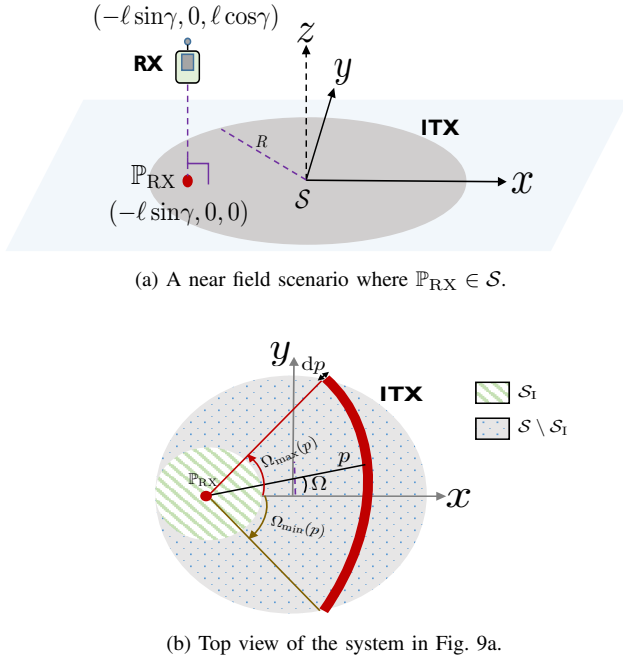 (−ℓ sinγ, 0, ℓ cosγ)
RX
z
y
ITX
R
ℙ_RX
𝒮
x
(−ℓ sinγ, 0, 0)
(a) A near field scenario where ℙ_RX ∈ 𝒮.
y
dp
ITX
𝒮_I
𝒮 \ 𝒮_I
Ω_max(p)
p
ℙ_RX
Ω
x
Ω_min(p)
(b) Top view of the system in Fig. 9a.